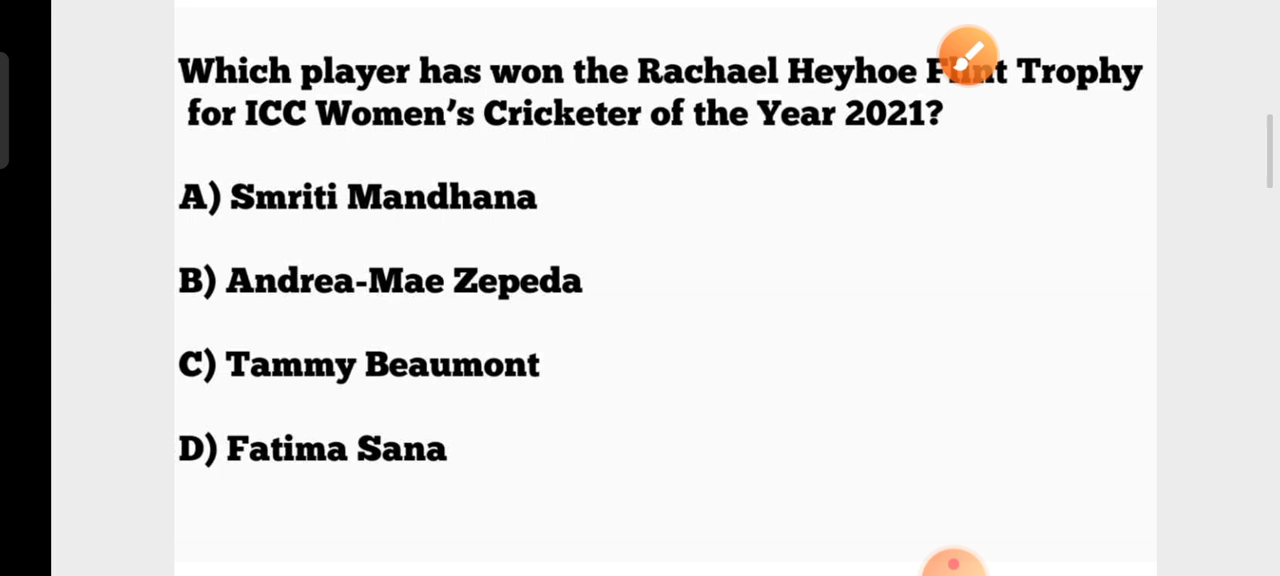 Which player has won the Rachael Heyhoe Flint Trophy
for ICC Women's Cricketer of the Year 2021?
A) Smriti Mandhana
B) Andrea-Mae Zepeda
C) Tammy Beaumont
D) Fatima Sana